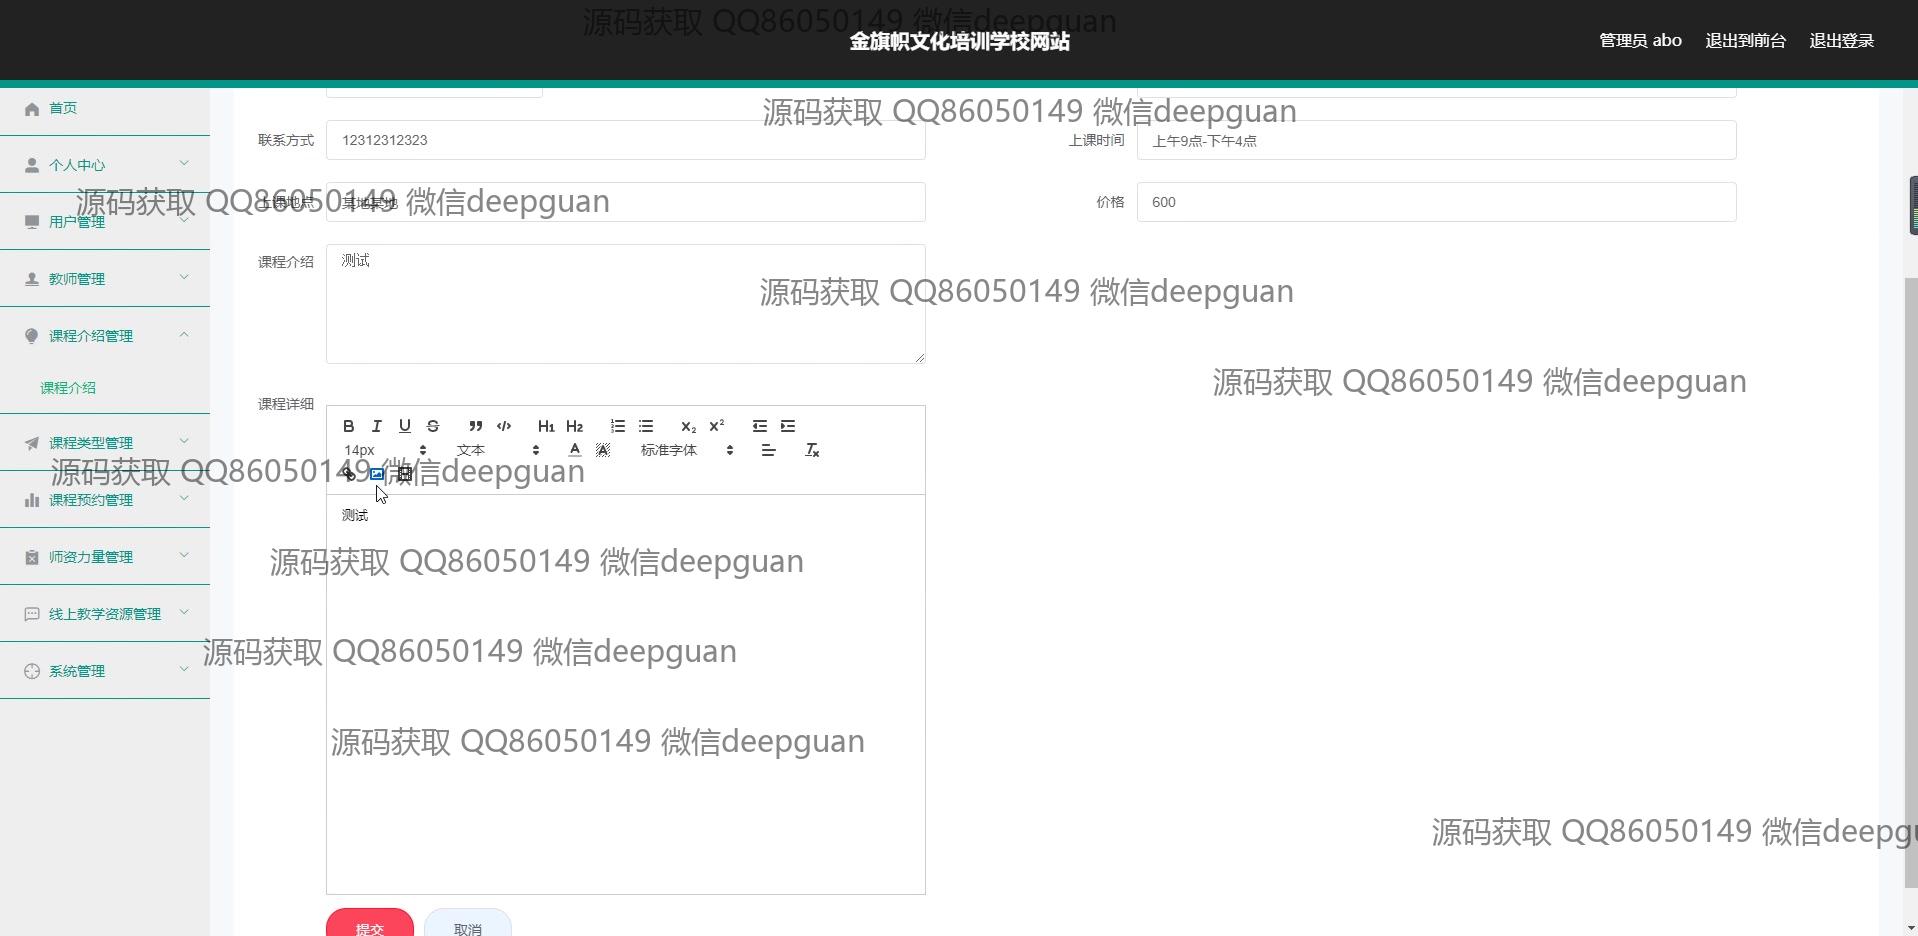 源码获取 QQ86050149 微信deepguan
金旗帜文化培训学校网站
管理员 abo 退出到前台 退出登录
首页
源码获取 QQ86050149 微信deepguan
联系方式 12312312323 上课时间 上午9点-下午4点
个人中心
源码获取 QQ86050149 微信deepguan
上课地点 某地某地 价格 600
用户管理
课程介绍 测试
教师管理
源码获取 QQ86050149 微信deepguan
课程介绍管理
源码获取 QQ86050149 微信deepguan
课程介绍
课程详细
B I U S ” </> H1 H2 X2 X2
课程类型管理
14px 文本 A A 标准字体 Tx
源码获取 QQ86050149 微信deepguan
课程预约管理
测试
师资力量管理
源码获取 QQ86050149 微信deepguan
线上教学资源管理
源码获取 QQ86050149 微信deepguan
系统管理
源码获取 QQ86050149 微信deepguan
源码获取 QQ86050149 微信deepgu
提交 取消